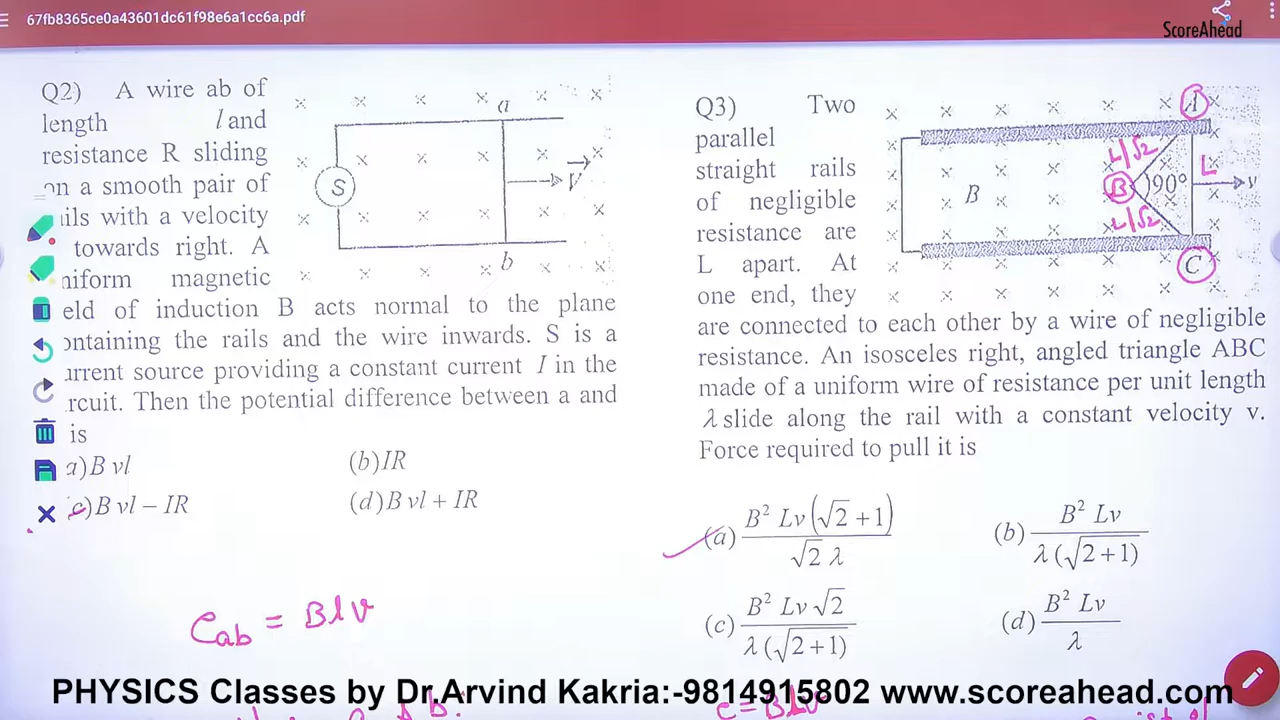 67fb8365ce0a43601dc61f98e6a1cc6a.pdf
ScoreAhead
Q2) A wire ab of
length l and
resistance R sliding
on a smooth pair of
ils with a velocity
towards right. A
niform magnetic
eld of induction B acts normal to the plane
ontaining the rails and the wire inwards. S is a
urrent source providing a constant current I in the
rcuit. Then the potential difference between a and
is
a) B vl
(b) IR
c) B vl – IR
(d) B vl + IR
a
S
V
b
e_ab = Blv
Q3) Two
parallel
straight rails
of negligible
resistance are
L apart. At
one end, they
are connected to each other by a wire of negligible
resistance. An isosceles right, angled triangle ABC
made of a uniform wire of resistance per unit length
λ slide along the rail with a constant velocity v.
Force required to pull it is
A
L/√2
B
B
90°
L
v
L/√2
C
(a) B² Lv(√2 + 1) / √2 λ
(b) B² Lv / λ(√2 + 1)
(c) B² Lv √2 / λ(√2 + 1)
(d) B² Lv / λ
PHYSICS Classes by Dr.Arvind Kakria:-9814915802 www.scoreahead.com